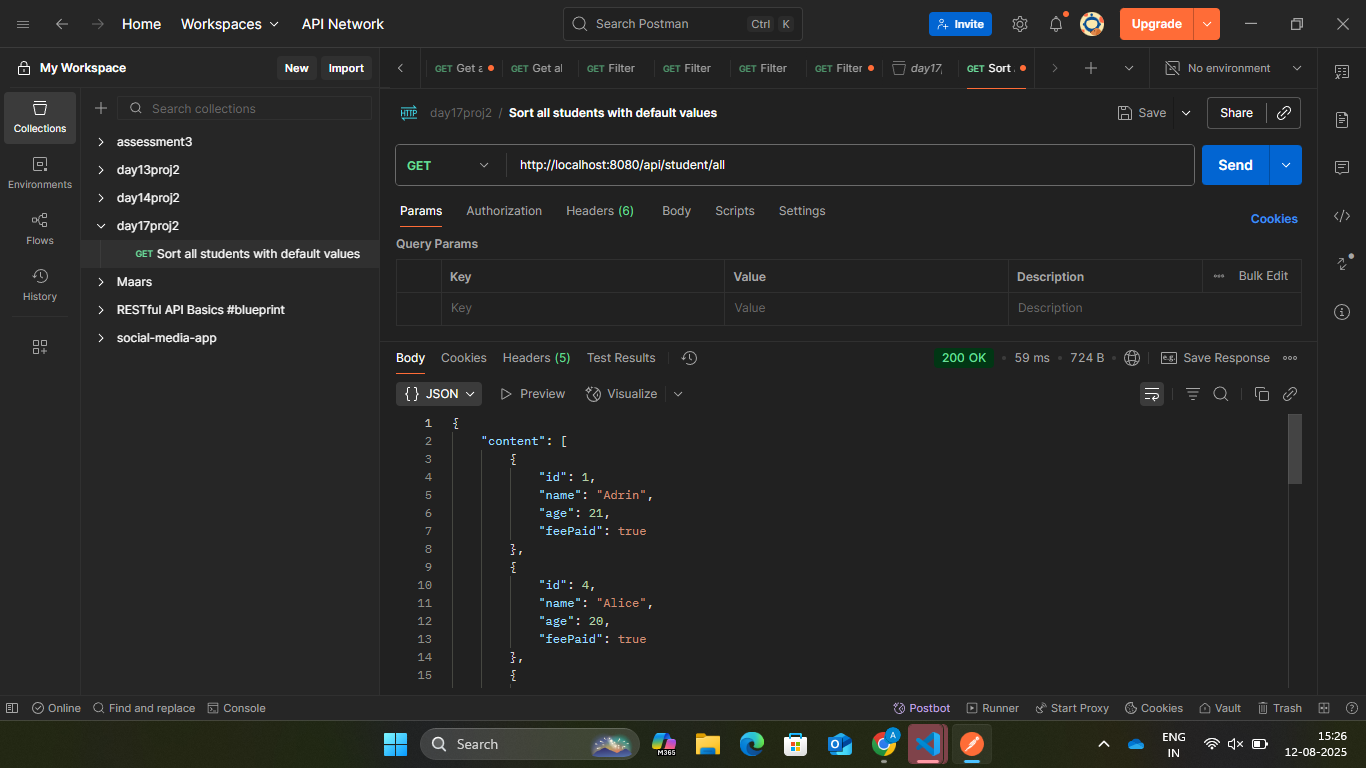 Home
Workspaces
API Network
Search Postman
Ctrl
K
Invite
Upgrade
My Workspace
New
Import
GET Get a
GET Get al
GET Filter
GET Filter
GET Filter
GET Filter
day17
GET Sort
No environment
Collections
Environments
Flows
History
Search collections
assessment3
day13proj2
day14proj2
day17proj2
GET Sort all students with default values
Maars
RESTful API Basics #blueprint
social-media-app
HTTP
day17proj2 / Sort all students with default values
Save
Share
GET
http://localhost:8080/api/student/all
Send
Params
Authorization
Headers (6)
Body
Scripts
Settings
Cookies
Query Params
Key
Value
Description
Bulk Edit
Key
Value
Description
Body
Cookies
Headers (5)
Test Results
200 OK
59 ms
724 B
e.g.
Save Response
{ } JSON
Preview
Visualize
1 {
2 "content": [
3 {
4 "id": 1,
5 "name": "Adrin",
6 "age": 21,
7 "feePaid": true
8 },
9 {
10 "id": 4,
11 "name": "Alice",
12 "age": 20,
13 "feePaid": true
14 },
15 {
Online
Find and replace
Console
Postbot
Runner
Start Proxy
Cookies
Vault
Trash
Search
M365
A
ENG
IN
15:26
12-08-2025